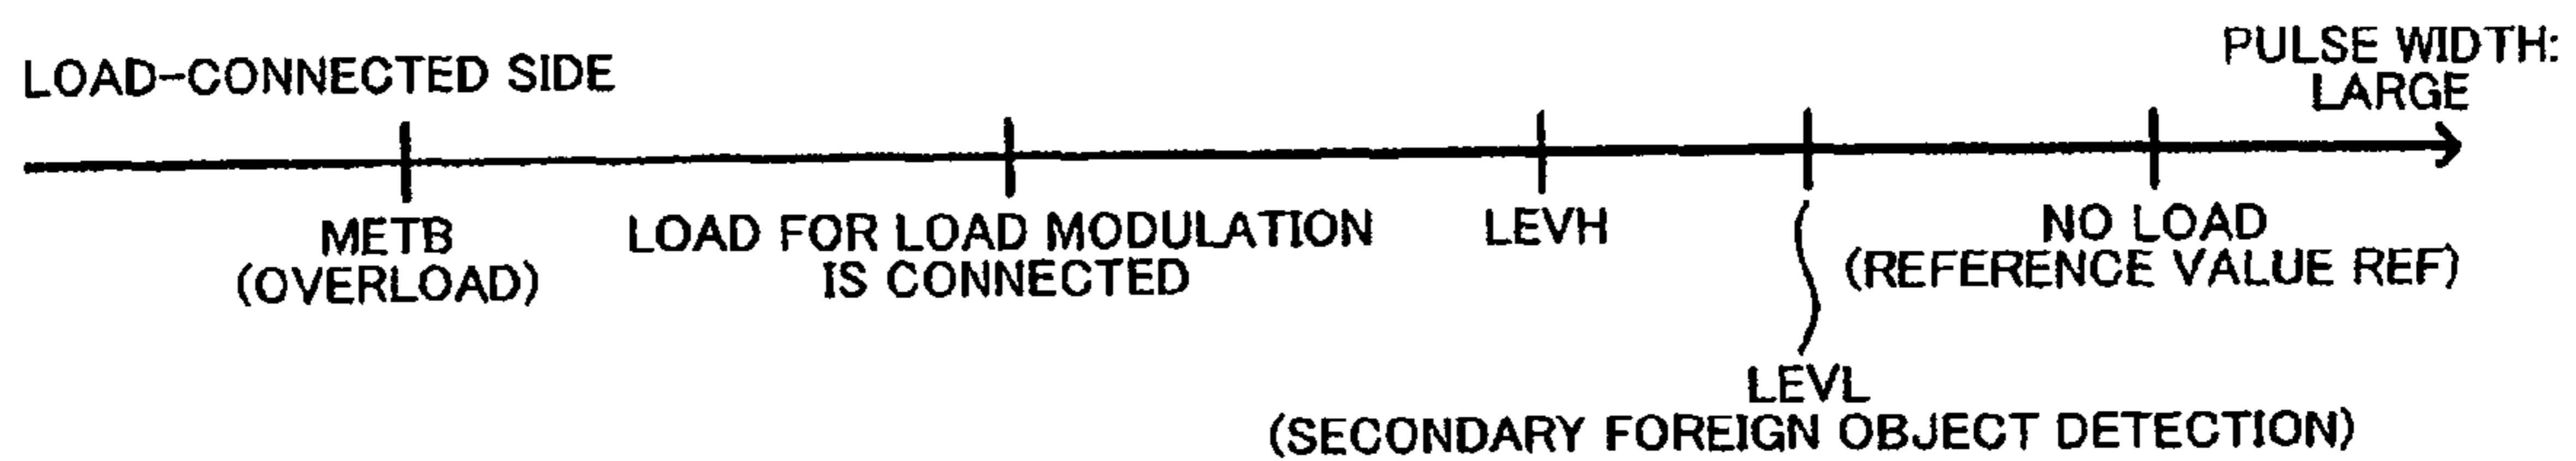 LOAD-CONNECTED SIDE
PULSE WIDTH:
LARGE
METB
(OVERLOAD)
LOAD FOR LOAD MODULATION
IS CONNECTED
LEVH
NO LOAD
(REFERENCE VALUE REF)
LEVL
(SECONDARY FOREIGN OBJECT DETECTION)